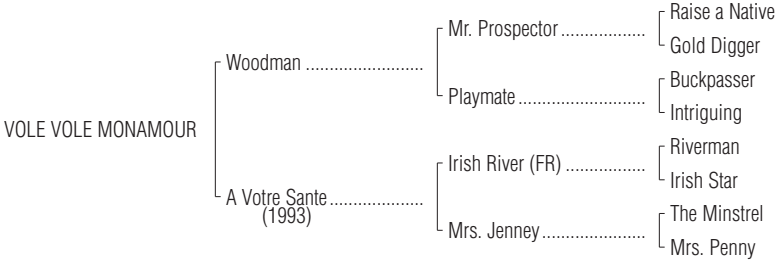 Raise a Native
Mr. Prospector ..................
Gold Digger
Woodman .........................
Buckpasser
Playmate ...........................
Intriguing
VOLE VOLE MONAMOUR
Riverman
Irish River (FR) .................
Irish Star
A Votre Sante ....................
(1993)
The Minstrel
Mrs. Jenney ......................
Mrs. Penny